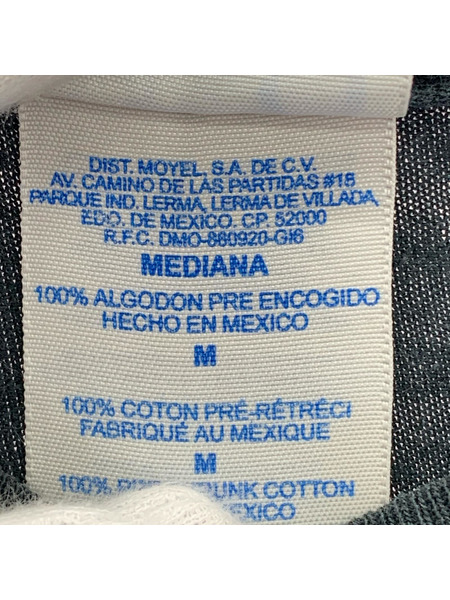 DIST. MOYEL, S.A. DE C.V.
AV. CAMINO DE LAS PARTIDAS #18
PARQUE IND. LERMA, LERMA DE VILLADA,
EDO. DE MEXICO. CP. 52000
R.F.C. DMO-860920-GI6
MEDIANA
100% ALGODON PRE ENCOGIDO
HECHO EN MEXICO
M
100% COTON PRÉ-RÉTRÉCI
FABRIQUÉ AU MEXIQUE
M
100% COTTON
MEXICO